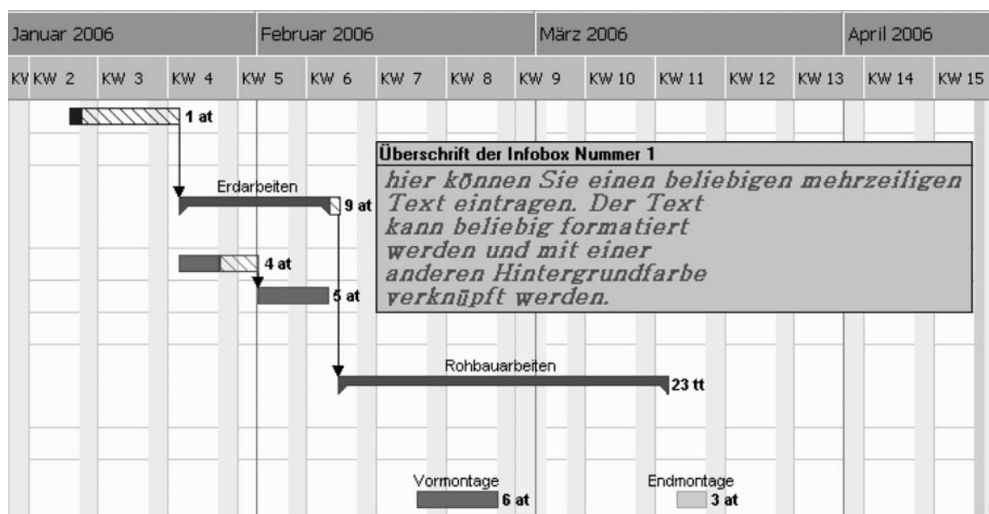 Januar 2006 Februar 2006 März 2006 April 2006
KW KW 2 KW 3 KW 4 KW 5 KW 6 KW 7 KW 8 KW 9 KW 10 KW 11 KW 12 KW 13 KW 14 KW 15
1 at
Überschrift der Infobox Nummer 1
hier können Sie einen beliebigen mehrzeiligen
Text eintragen. Der Text
kann beliebig formatiert
werden und mit einer
anderen Hintergrundfarbe
verknüpft werden.
Erdarbeiten
9 at
4 at
5 at
Rohbauarbeiten
23 tt
Vormontage
6 at
Endmontage
3 at